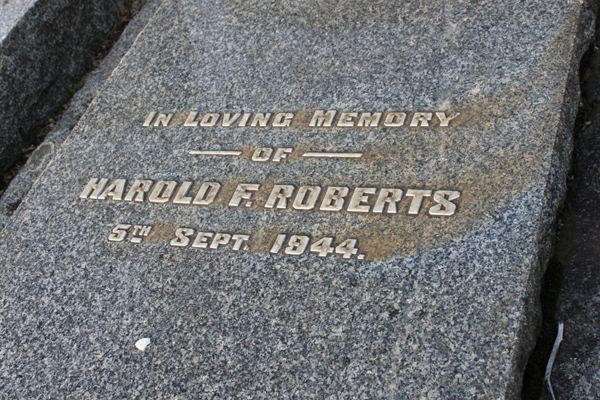 IN LOVING MEMORY
— OF —
HAROLD F. ROBERTS
5TH SEPT. 1944.